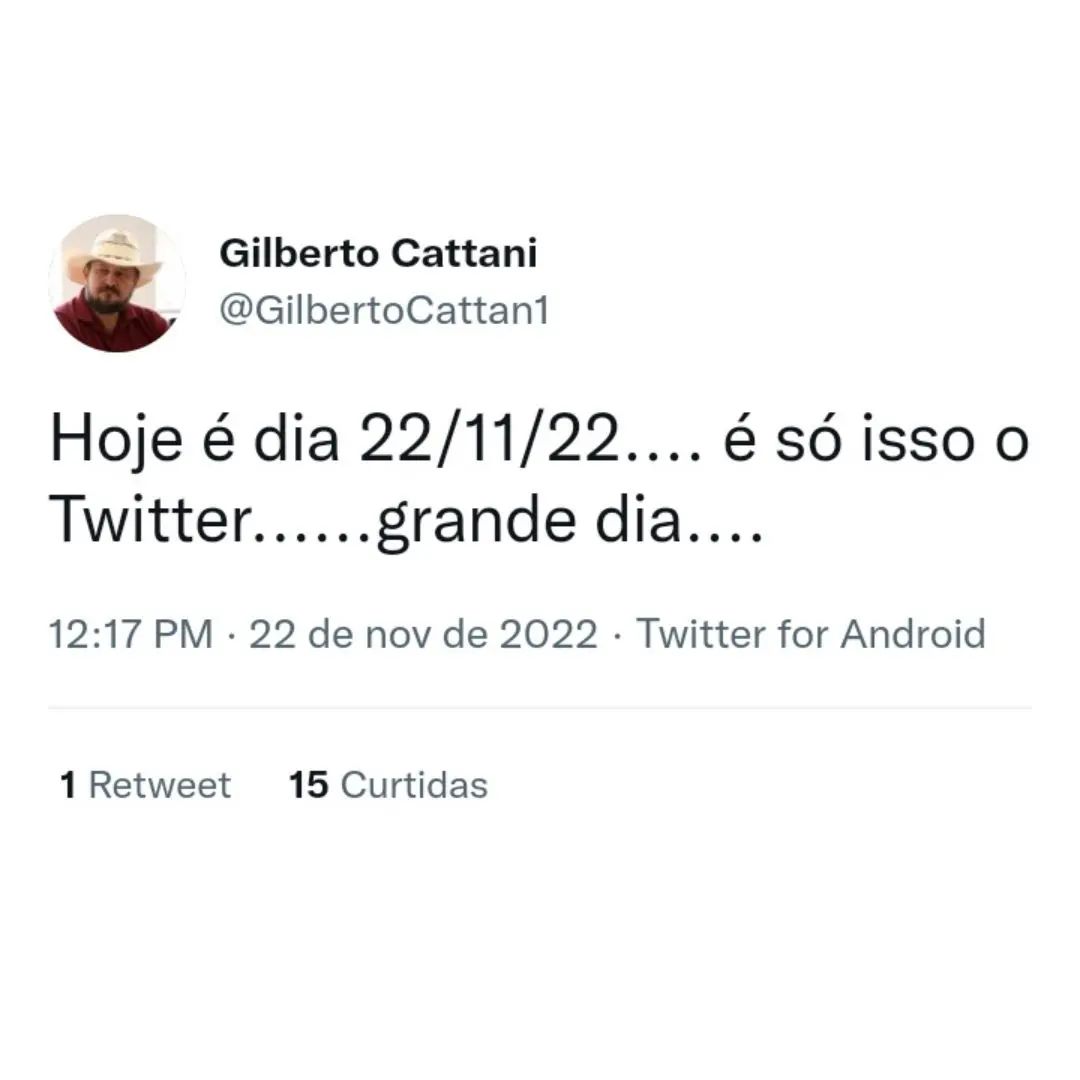 Gilberto Cattani
@GilbertoCattan1
Hoje é dia 22/11/22.... é só isso o
Twitter......grande dia....
12:17 PM · 22 de nov de 2022 · Twitter for Android
1 Retweet 15 Curtidas